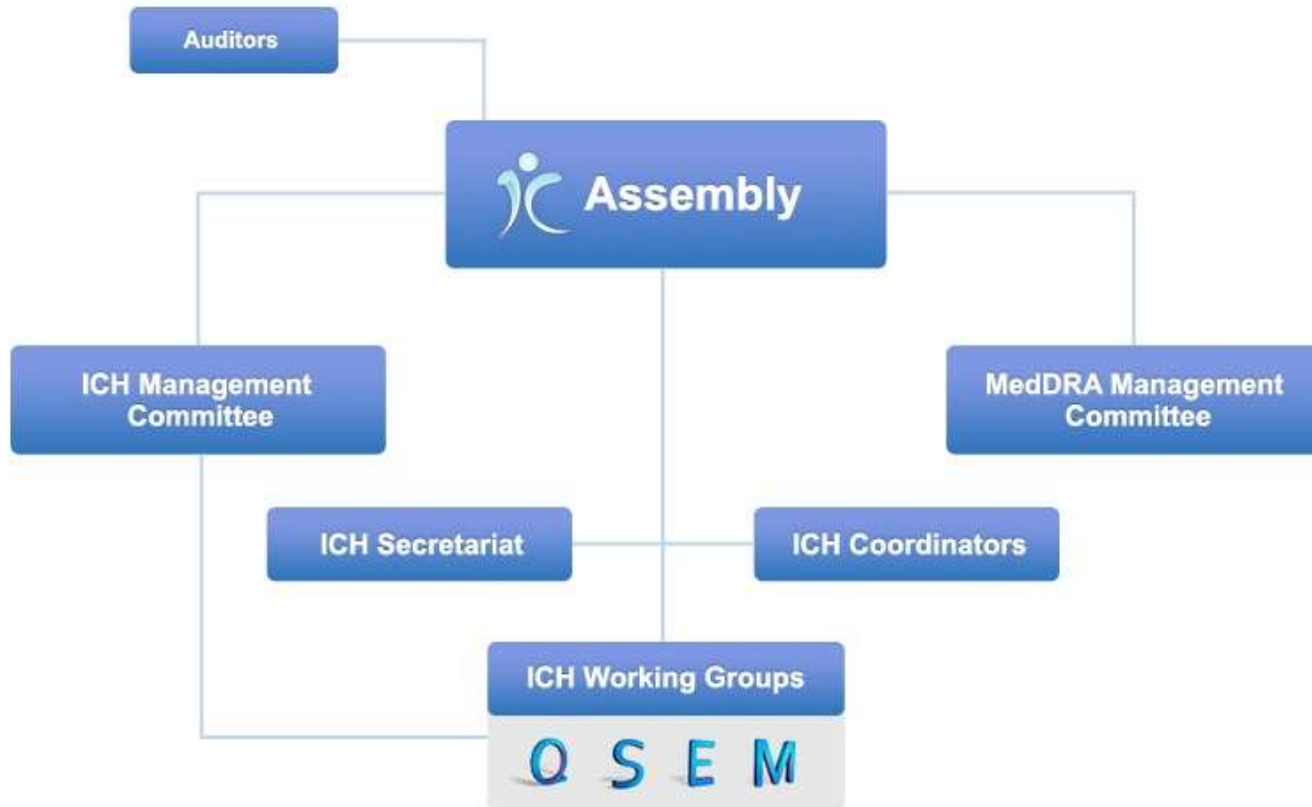 Auditors
Assembly
ICH Management
Committee
MedDRA Management
Committee
ICH Secretariat
ICH Coordinators
ICH Working Groups
Q S E M